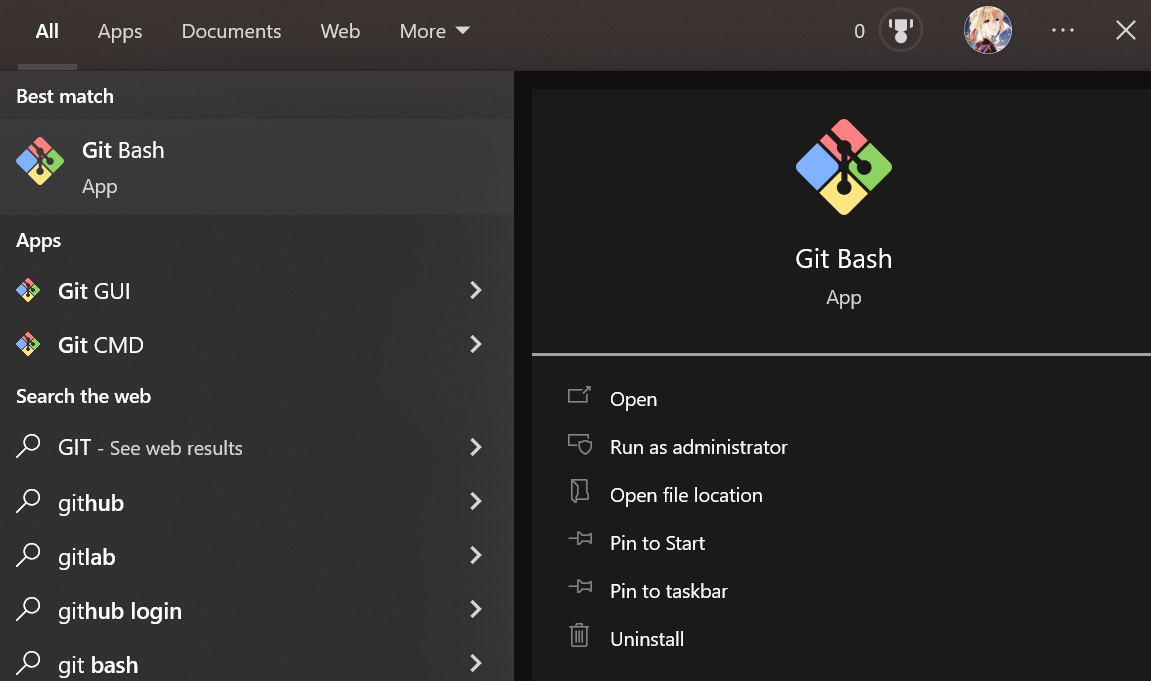 All Apps Documents Web More 0
Best match
Git Bash
App
Apps
Git GUI
Git CMD
Search the web
GIT - See web results
github
gitlab
github login
git bash
Git Bash
App
Open
Run as administrator
Open file location
Pin to Start
Pin to taskbar
Uninstall